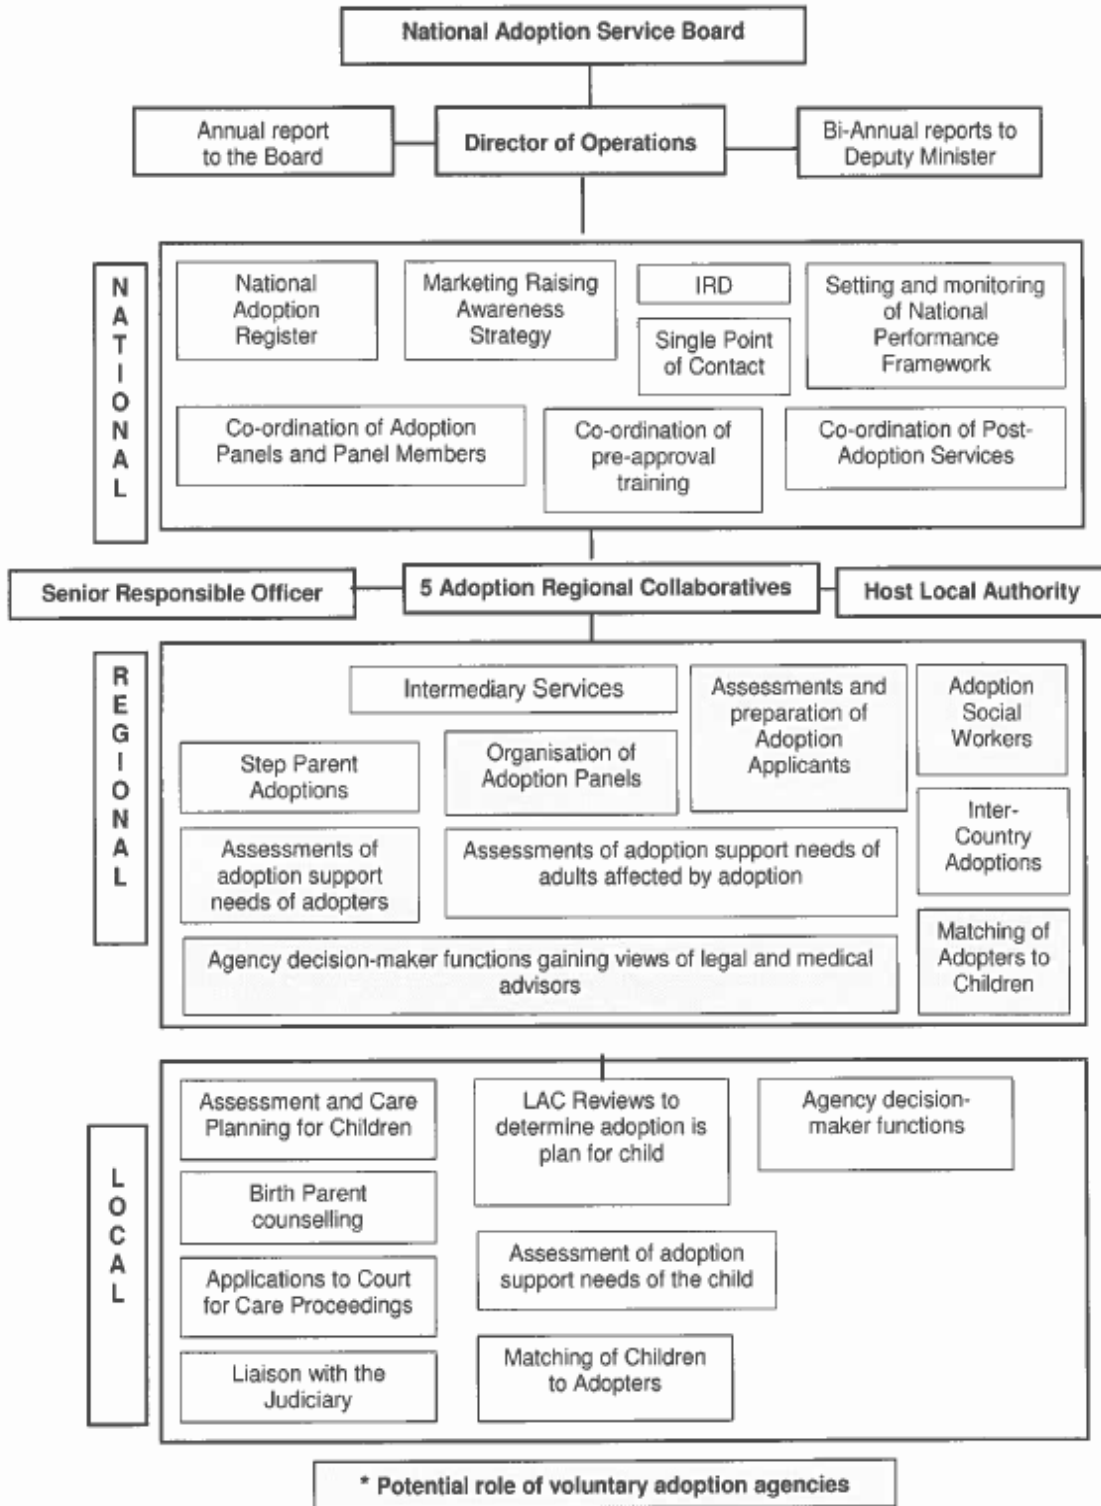 National Adoption Service Board
Annual report
to the Board
Director of Operations
Bi-Annual reports to
Deputy Minister
NATIONAL
National
Adoption
Register
Marketing Raising
Awareness
Strategy
IRD
Single Point
of Contact
Setting and monitoring
of National
Performance
Framework
Co-ordination of Adoption
Panels and Panel Members
Co-ordination of
pre-approval
training
Co-ordination of Post-
Adoption Services
Senior Responsible Officer
5 Adoption Regional Collaboratives
Host Local Authority
REGIONAL
Intermediary Services
Assessments and
preparation of
Adoption
Applicants
Adoption
Social
Workers
Step Parent
Adoptions
Organisation of
Adoption Panels
Inter-
Country
Adoptions
Assessments of
adoption support
needs of adopters
Assessments of adoption support needs of
adults affected by adoption
Agency decision-maker functions gaining views of legal and medical
advisors
Matching of
Adopters to
Children
LOCAL
Assessment and Care
Planning for Children
LAC Reviews to
determine adoption is
plan for child
Agency decision-
maker functions
Birth Parent
counselling
Assessment of adoption
support needs of the child
Applications to Court
for Care Proceedings
Matching of Children
to Adopters
Liaison with the
Judiciary
* Potential role of voluntary adoption agencies